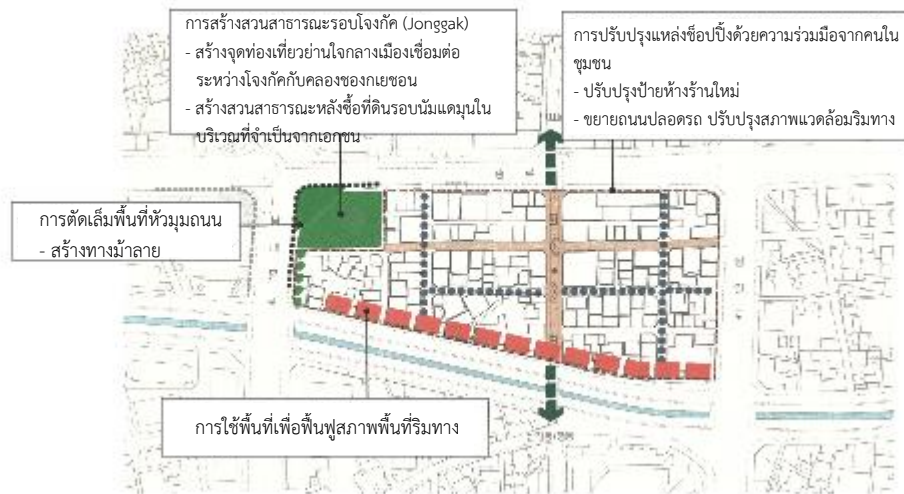 การสร้างสวนสาธารณะรอบโจงกัค (Jonggak)
- สร้างจุดท่องเที่ยวย่านใจกลางเมืองเชื่อมต่อ
ระหว่างโจงกัคกับคลองชองกเยชอน
- สร้างสวนสาธารณะหลังซื้อที่ดินรอบนัมแดมุนใน
บริเวณที่จำเป็นจากเอกชน
การปรับปรุงแหล่งช็อปปิ้งด้วยความร่วมมือจากคนใน
ชุมชน
- ปรับปรุงป้ายห้างร้านใหม่
- ขยายถนนปลอดรถ ปรับปรุงสภาพแวดล้อมริมทาง
การตัดเล็มพื้นที่หัวมุมถนน
- สร้างทางม้าลาย
การใช้พื้นที่เพื่อฟื้นฟูสภาพพื้นที่ริมทาง